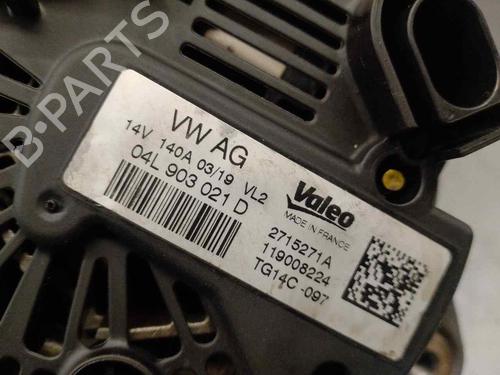 B-PARTS
VW AG
14V 140A 03/19 VL2
04L 903 021 D
Valeo
MADE IN FRANCE
2715271A
119008224
TG14C-097